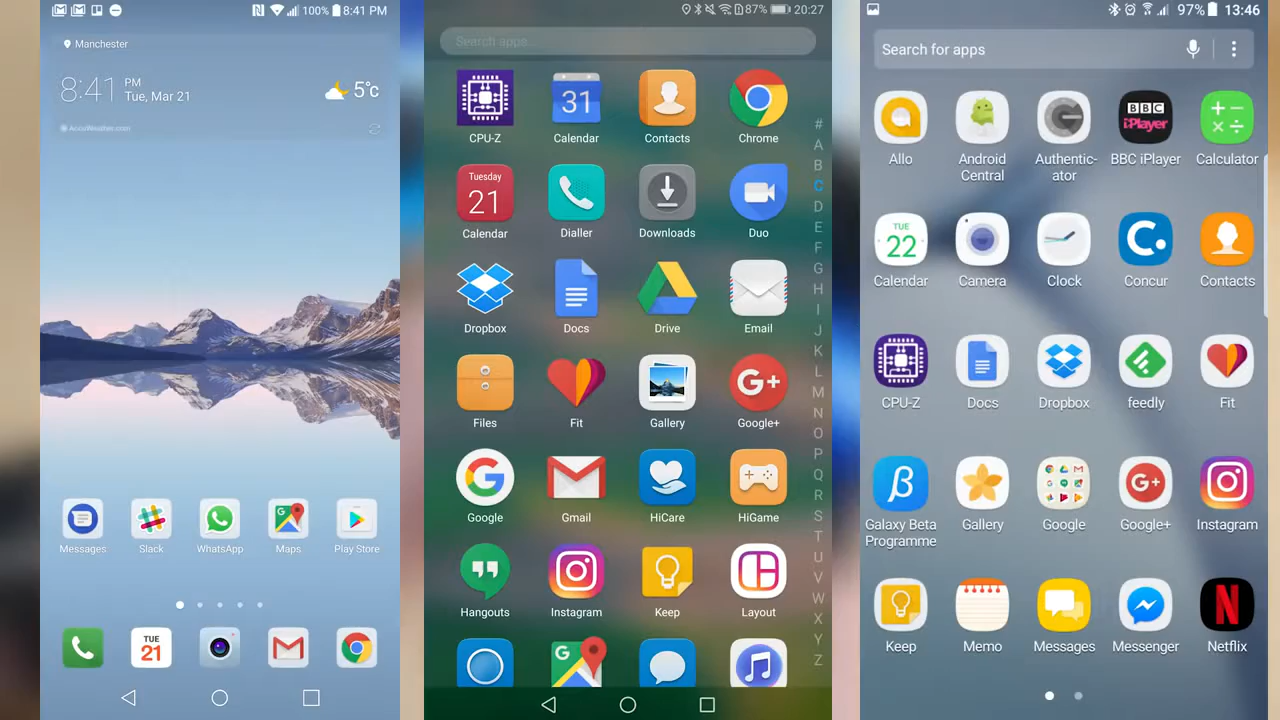 100% 8:41 PM
Manchester
8:41 PM
Tue, Mar 21
5°c
AccuWeather.com
Messages Slack WhatsApp Maps Play Store
TUE
21
87% 20:27
Search apps...
31
CPU-Z Calendar Contacts Chrome
Tuesday
21
Calendar Dialler Downloads Duo
Dropbox Docs Drive Email
G+
Files Fit Gallery Google+
G
Google Gmail HiCare HiGame
Hangouts Instagram Keep Layout
G
#
A
B
C
D
E
F
G
H
I
J
K
L
M
N
O
P
Q
R
S
T
U
V
W
X
Y
Z
97% 13:46
Search for apps
BBC
iPlayer
Allo Android Central Authentic-ator BBC iPlayer Calculator
TUE
22
C.
Calendar Camera Clock Concur Contacts
CPU-Z Docs Dropbox feedly Fit
β
G+
Galaxy Beta Programme Gallery Google Google+ Instagram
N
Keep Memo Messages Messenger Netflix